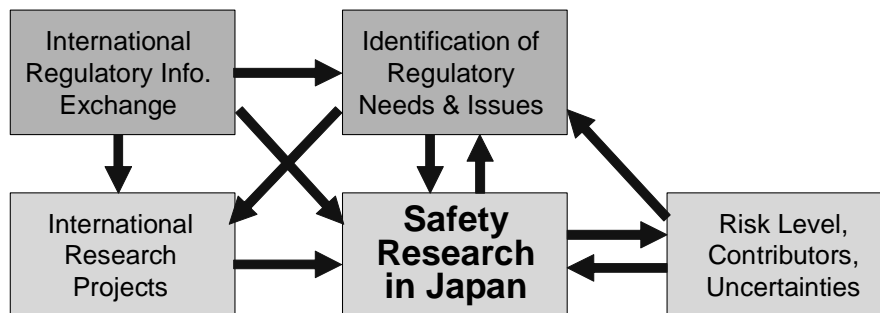 International
Regulatory Info.
Exchange
Identification of
Regulatory
Needs & Issues
International
Research
Projects
Safety
Research
in Japan
Risk Level,
Contributors,
Uncertainties